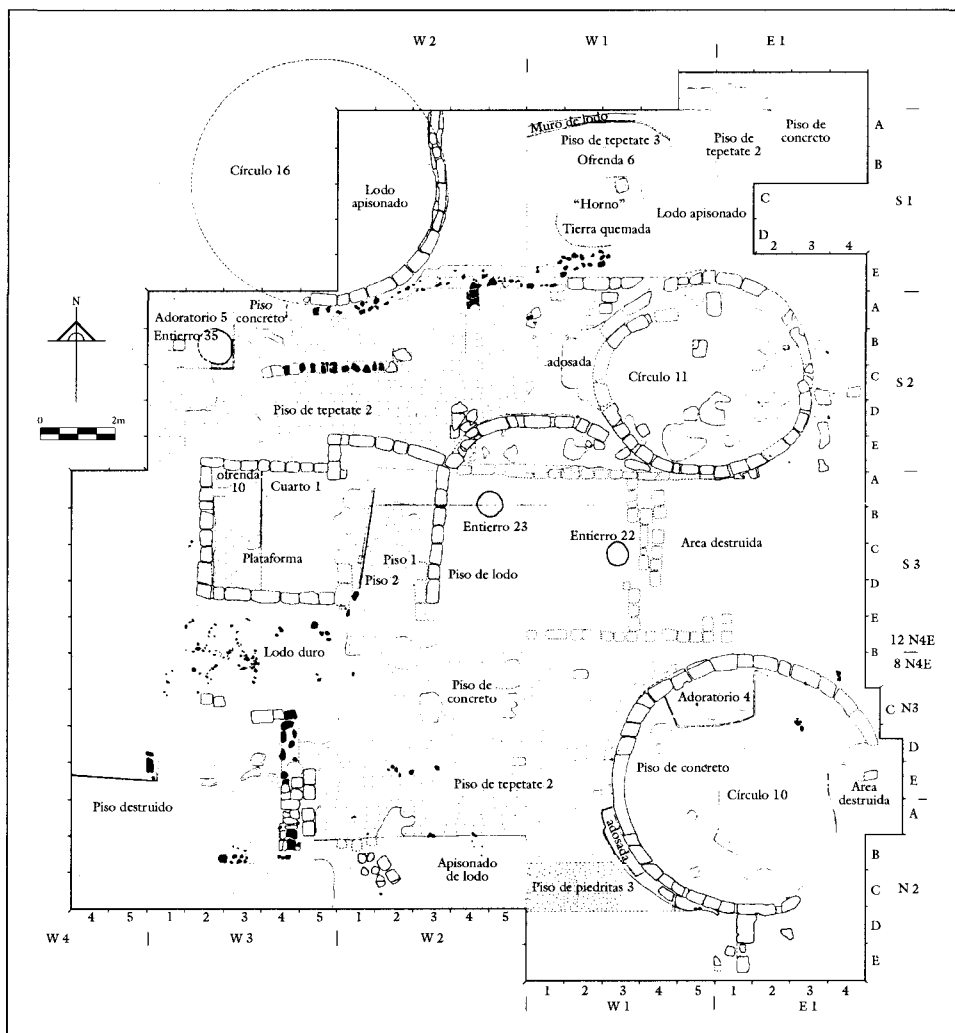 W 2 W 1 E 1
Muro de lodo
Piso de tepetate 3
Piso de tepetate 2
Piso de concreto
A
Ofrenda 6
B
Círculo 16
Lodo apisonado
"Horno"
Tierra quemada
Lodo apisonado
C
D
2 3 4
S 1
E
N
Adoratorio 5
Entierro 35
Piso concreto
A
B
adosada
Círculo 11
C
S 2
0 2m
Piso de tepetate 2
D
E
ofrenda 10
Cuarto 1
A
Entierro 23
B
Plataforma
Piso 1
Piso 2
Piso de lodo
Entierro 22
Area destruida
C
S 3
D
E
Lodo duro
12 N4E
B
8 N4E
Piso de concreto
Adoratorio 4
C N3
D
Piso destruido
Piso de tepetate 2
Piso de concreto
Círculo 10
Area destruida
E
A
adosada
Apisonado de lodo
B
Piso de piedritas 3
C
N 2
4 5 1 2 3 4 5 1 2 3 4 5
D
W 4 W 3 W 2
E
1 2 3 4 5 1 2 3 4
W 1 E 1